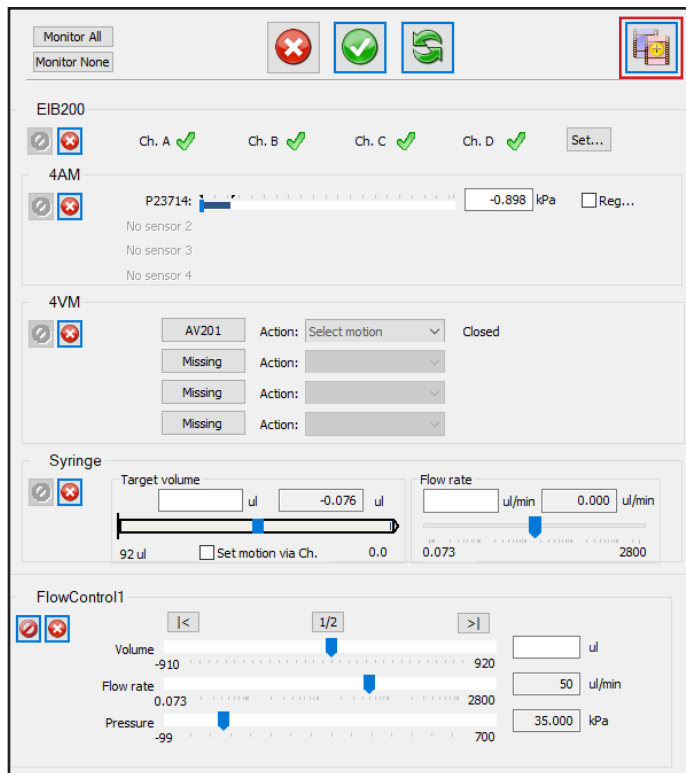 Monitor All
Monitor None
EIB200
Ch. A Ch. B Ch. C Ch. D Set...
4AM
P23714: -0.898 kPa Reg...
No sensor 2
No sensor 3
No sensor 4
4VM
AV201 Action: Select motion Closed
Missing Action:
Missing Action:
Missing Action:
Syringe
Target volume Flow rate
ul -0.076 ul ul/min 0.000 ul/min
92 ul Set motion via Ch. 0.0 0.073 2800
FlowControl1
|< 1/2 >|
Volume ul
-910 920
Flow rate 50 ul/min
0.073 2800
Pressure 35.000 kPa
-99 700